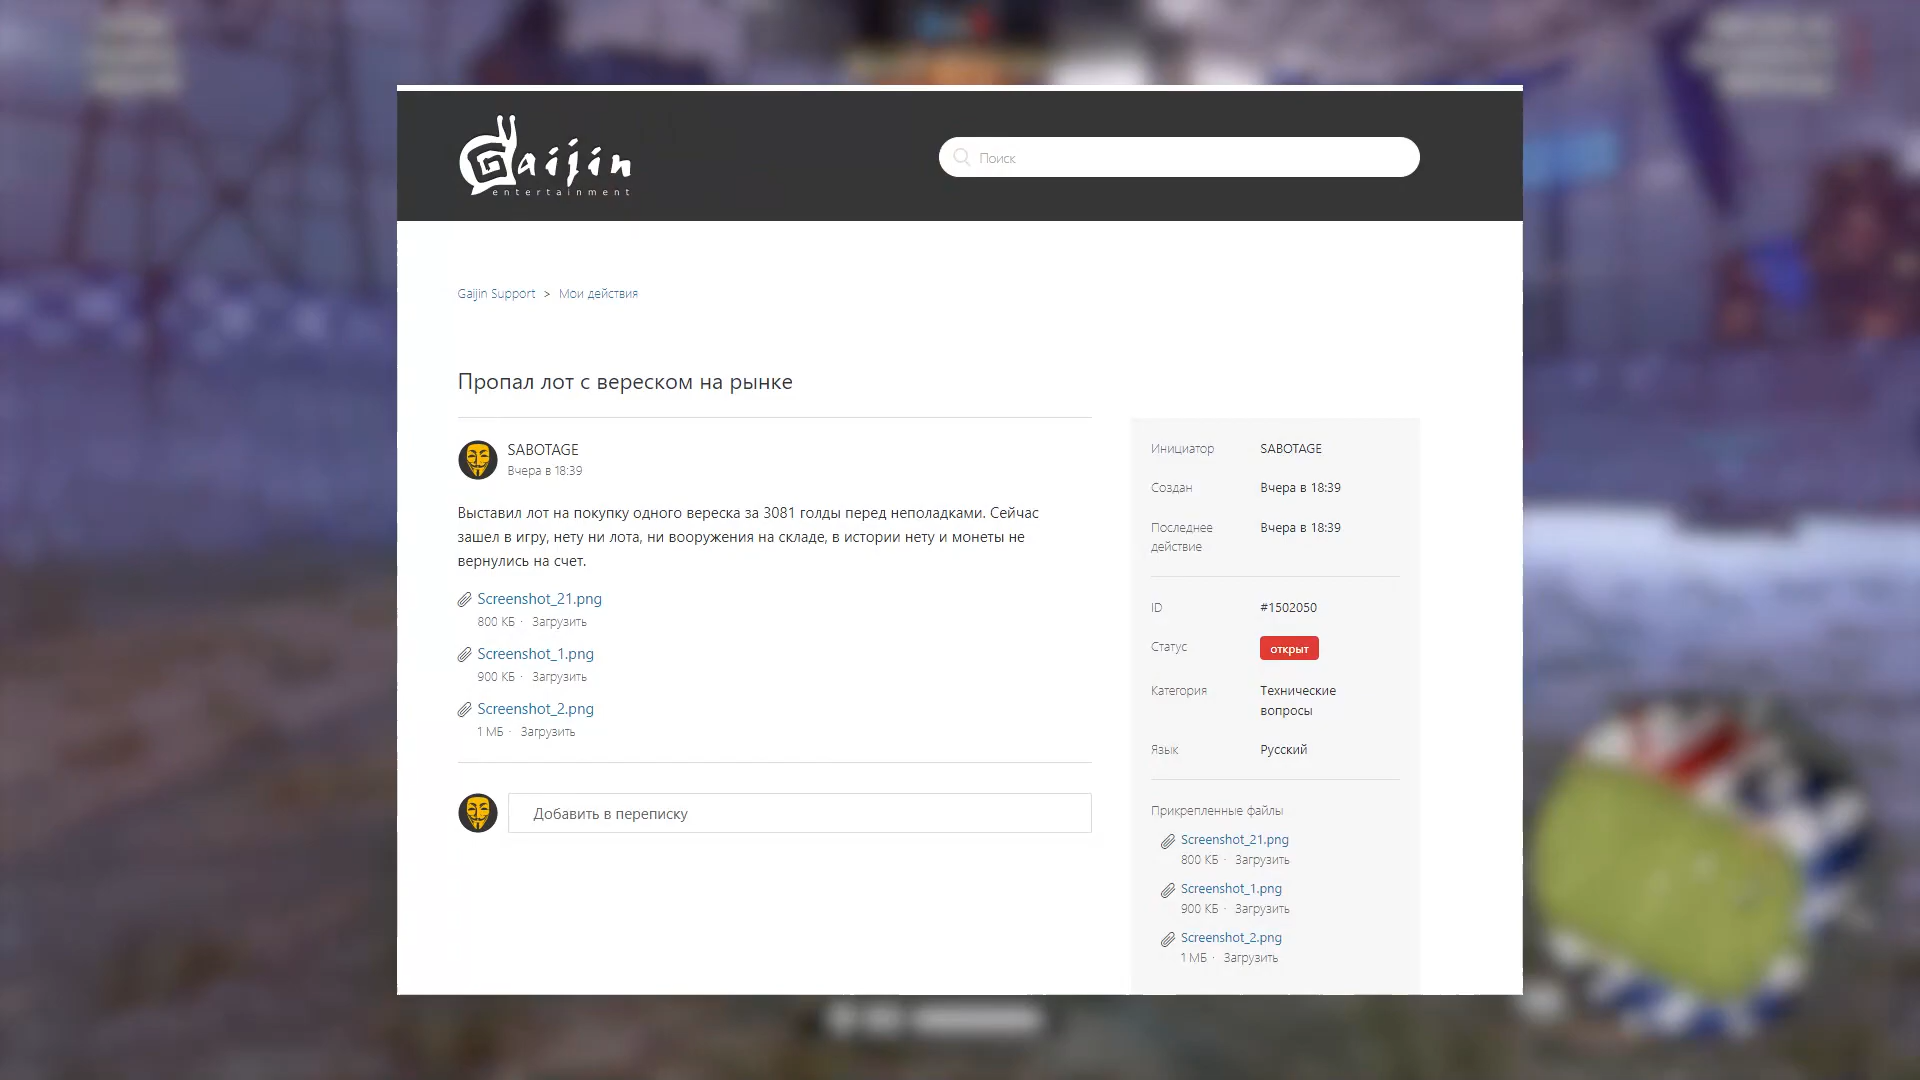 Gaijin
entertainment
Поиск
Gaijin Support > Мои действия
Пропал лот с вереском на рынке
SABOTAGE
Вчера в 18:39
Выставил лот на покупку одного вереска за 3081 голды перед неполадками. Сейчас
зашел в игру, нету ни лота, ни вооружения на складе, в истории нету и монеты не
вернулись на счет.
Screenshot_21.png
800 КБ · Загрузить
Screenshot_1.png
900 КБ · Загрузить
Screenshot_2.png
1 МБ · Загрузить
Добавить в переписку
Инициатор SABOTAGE
Создан Вчера в 18:39
Последнее Вчера в 18:39
действие
ID #1502050
Статус открыт
Категория Технические
вопросы
Язык Русский
Прикрепленные файлы
Screenshot_21.png
800 КБ · Загрузить
Screenshot_1.png
900 КБ · Загрузить
Screenshot_2.png
1 МБ · Загрузить